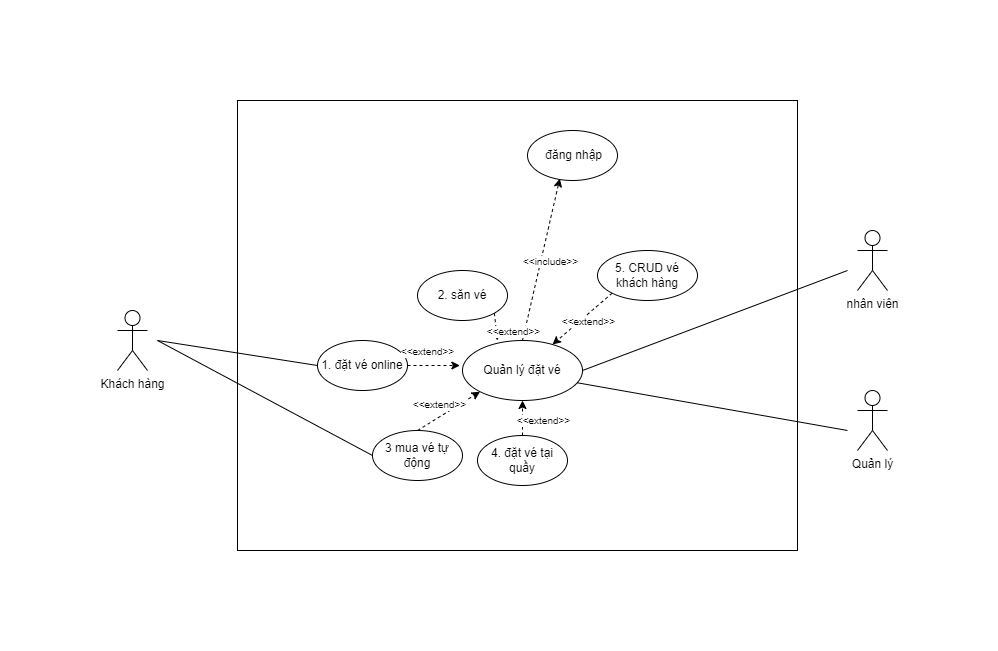 đăng nhập
<<include>>
2. săn vé
5. CRUD vé
khách hàng
<<extend>>
<<extend>>
nhân viên
Khách hàng
1. đặt vé online
<<extend>>
Quản lý đặt vé
<<extend>>
<<extend>>
3 mua vé tự
động
4. đặt vé tại
quầy
Quản lý